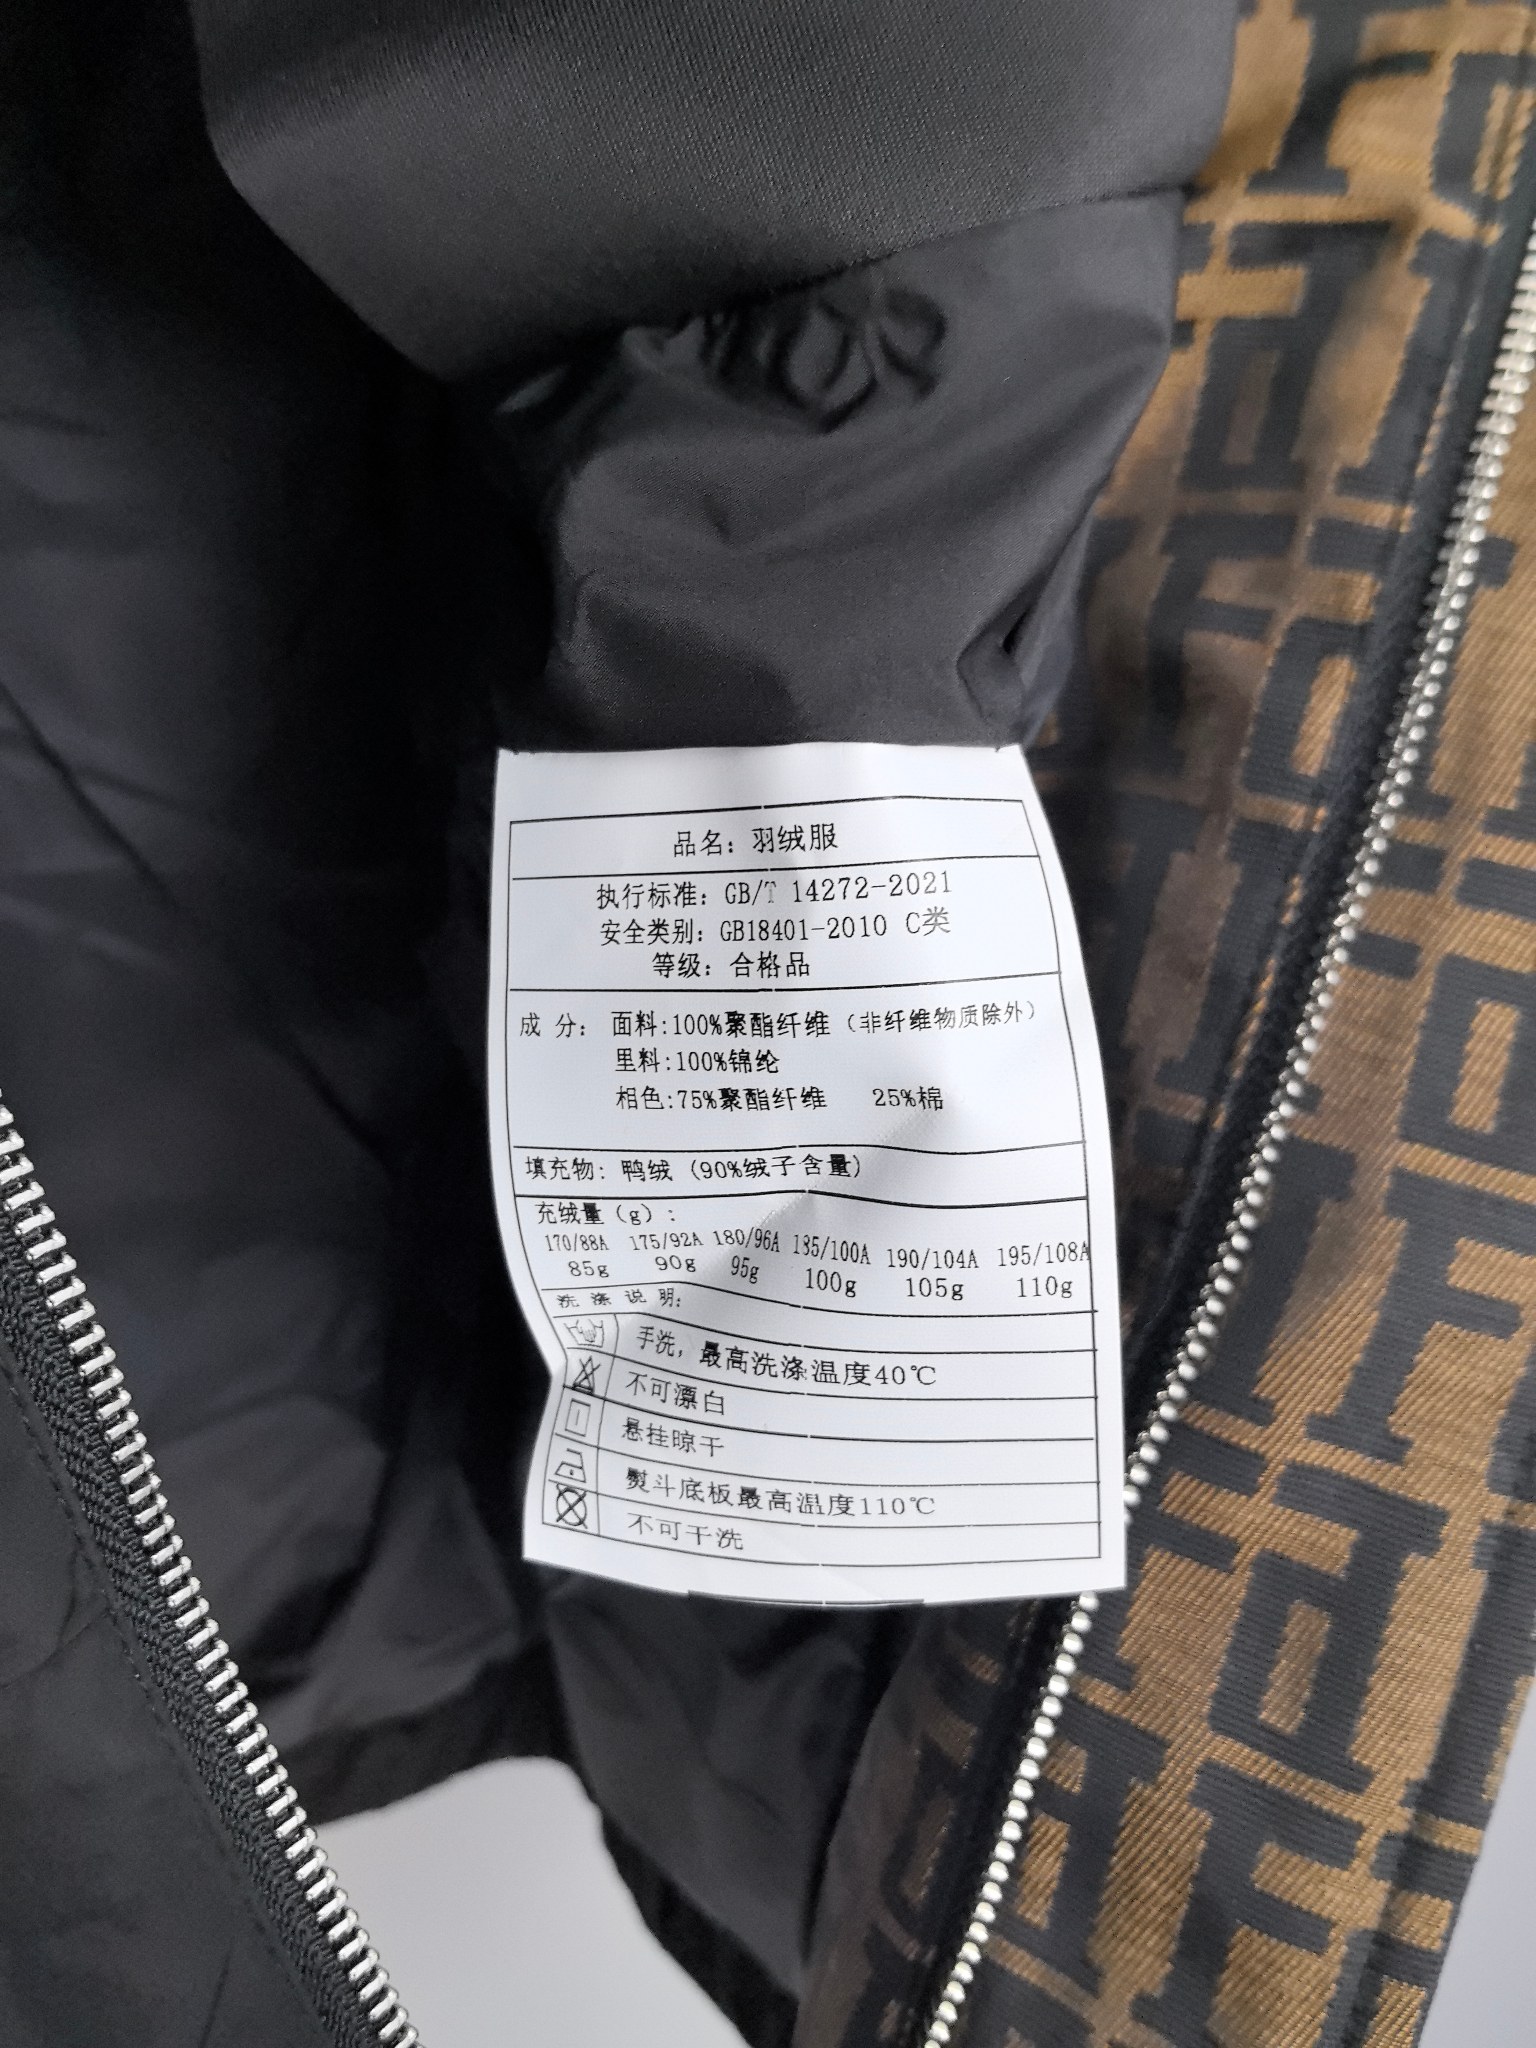 品名：羽绒服
执行标准：GB/T 14272-2021
安全类别：GB18401-2010 C类
等级：合格品
成 分： 面料:100%聚酯纤维（非纤维物质除外）
里料:100%锦纶
相色:75%聚酯纤维 25%棉
填充物：鸭绒（90%绒子含量）
充绒量（g）：
170/88A 175/92A 180/96A 185/100A 190/104A 195/108A
85g 90g 95g 100g 105g 110g
洗 涤 说 明：
手洗，最高洗涤温度40℃
不可漂白
悬挂晾干
熨斗底板最高温度110℃
不可干洗